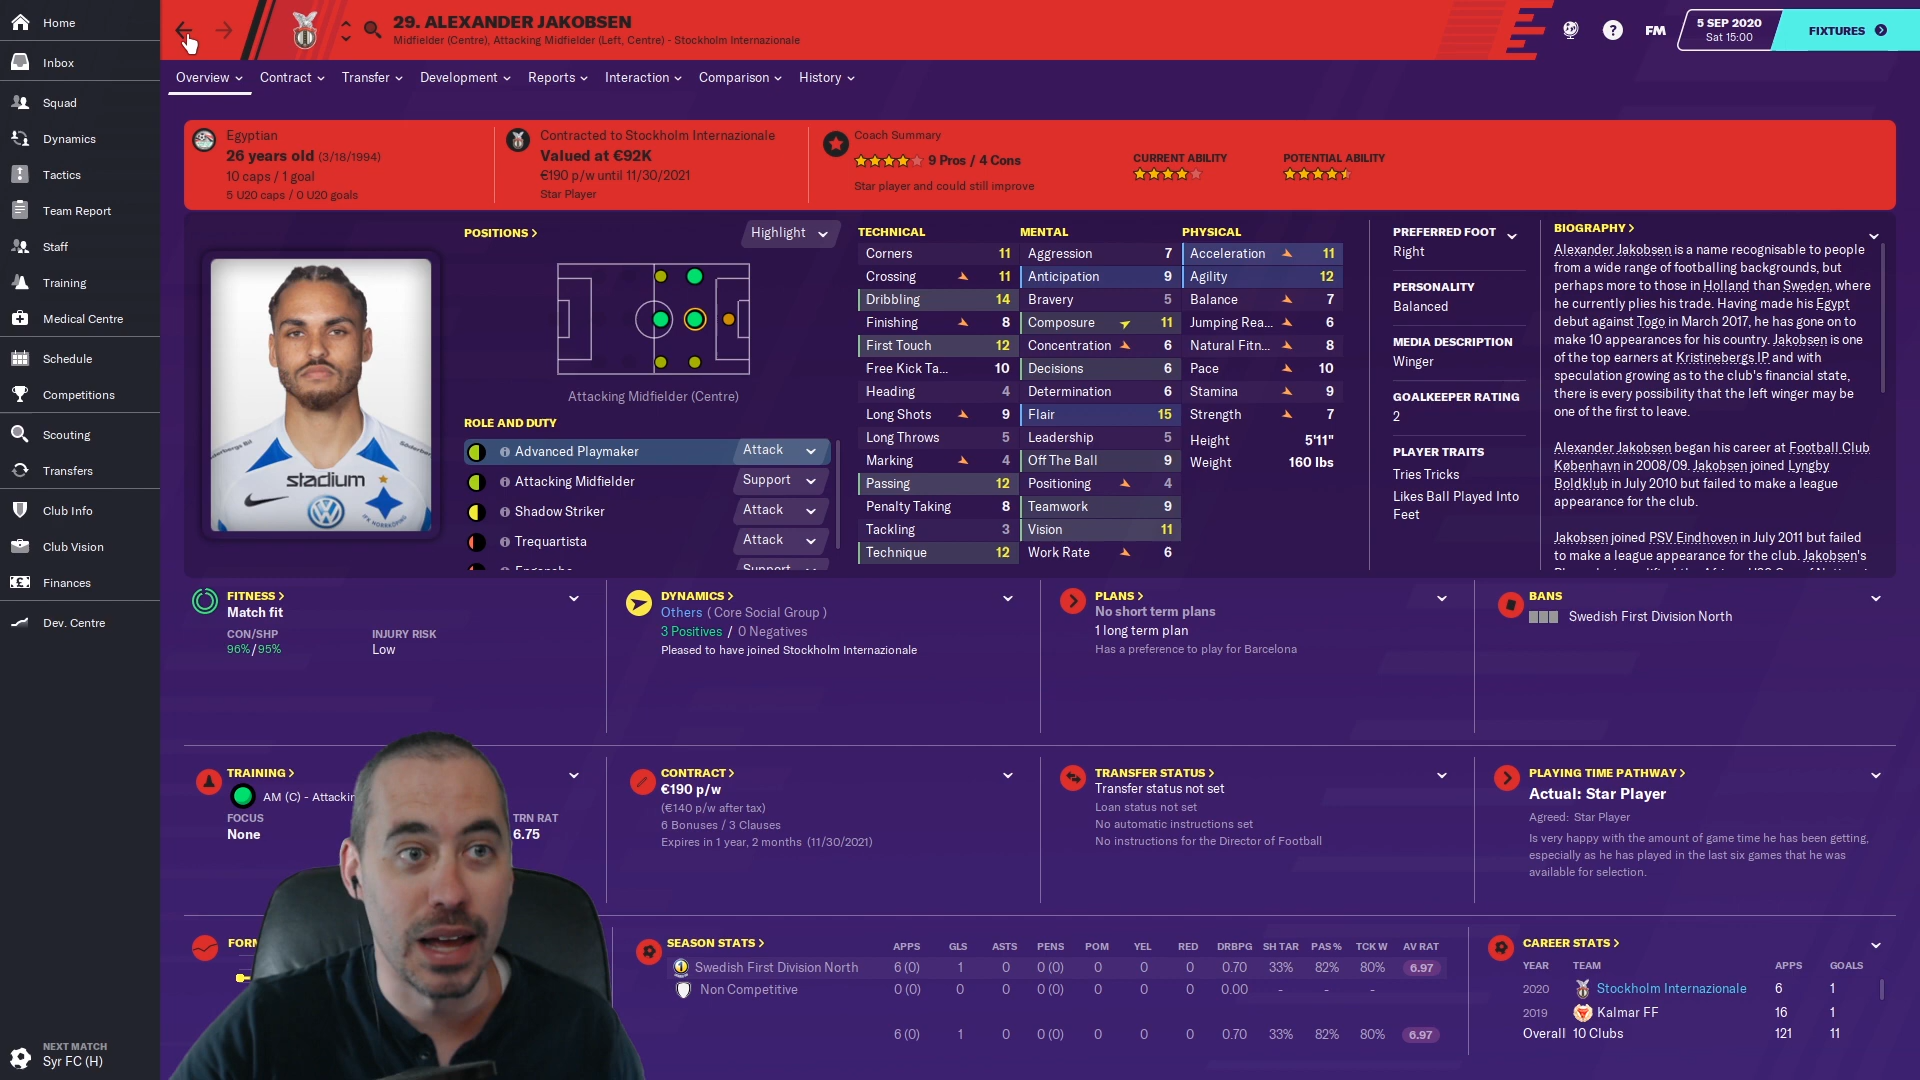 Home
Inbox
Squad
Dynamics
Tactics
Team Report
Staff
Training
Medical Centre
Schedule
Competitions
Scouting
Transfers
Club Info
Club Vision
Finances
Dev. Centre
NEXT MATCH
Syr FC (H)
29. ALEXANDER JAKOBSEN
Midfielder (Centre), Attacking Midfielder (Left, Centre) - Stockholm Internazionale
? FM
5 SEP 2020
Sat 15:00
FIXTURES
Overview Contract Transfer Development Reports Interaction Comparison History
Egyptian
26 years old (3/18/1994)
10 caps / 1 goal
5 U20 caps / 0 U20 goals
Contracted to Stockholm Internazionale
Valued at €92K
€190 p/w until 11/30/2021
Star Player
Coach Summary
9 Pros / 4 Cons
Star player and could still improve
CURRENT ABILITY
POTENTIAL ABILITY
stadium
POSITIONS >
Highlight
Attacking Midfielder (Centre)
ROLE AND DUTY
Advanced Playmaker Attack
Attacking Midfielder Support
Shadow Striker Attack
Trequartista Attack
TECHNICAL
Corners 11
Crossing 11
Dribbling 14
Finishing 8
First Touch 12
Free Kick Ta... 10
Heading 4
Long Shots 9
Long Throws 5
Marking 4
Passing 12
Penalty Taking 8
Tackling 3
Technique 12
MENTAL
Aggression 7
Anticipation 9
Bravery 5
Composure 11
Concentration 6
Decisions 6
Determination 6
Flair 15
Leadership 5
Off The Ball 9
Positioning 4
Teamwork 9
Vision 11
Work Rate 6
PHYSICAL
Acceleration 11
Agility 12
Balance 7
Jumping Rea... 6
Natural Fitn... 8
Pace 10
Stamina 9
Strength 7
Height 5'11"
Weight 160 lbs
PREFERRED FOOT
Right
PERSONALITY
Balanced
MEDIA DESCRIPTION
Winger
GOALKEEPER RATING
2
PLAYER TRAITS
Tries Tricks
Likes Ball Played Into
Feet
BIOGRAPHY >
Alexander Jakobsen is a name recognisable to people
from a wide range of footballing backgrounds, but
perhaps more to those in Holland than Sweden, where
he currently plies his trade. Having made his Egypt
debut against Togo in March 2017, he has gone on to
make 10 appearances for his country. Jakobsen is one
of the top earners at Kristinebergs IP and with
speculation growing as to the club's financial state,
there is every possibility that the left winger may be
one of the first to leave.
Alexander Jakobsen began his career at Football Club
København in 2008/09. Jakobsen joined Lyngby
Boldklub in July 2010 but failed to make a league
appearance for the club.
Jakobsen joined PSV Eindhoven in July 2011 but failed
to make a league appearance for the club. Jakobsen's
FITNESS >
Match fit
CON/SHP
96%/95%
INJURY RISK
Low
DYNAMICS >
Others ( Core Social Group )
3 Positives / 0 Negatives
Pleased to have joined Stockholm Internazionale
PLANS >
No short term plans
1 long term plan
Has a preference to play for Barcelona
BANS
Swedish First Division North
TRAINING >
AM (C) - Attackin
FOCUS
None
TRN RAT
6.75
CONTRACT >
€190 p/w
(€140 p/w after tax)
6 Bonuses / 3 Clauses
Expires in 1 year, 2 months (11/30/2021)
TRANSFER STATUS >
Transfer status not set
Loan status not set
No automatic instructions set
No instructions for the Director of Football
PLAYING TIME PATHWAY >
Actual: Star Player
Agreed: Star Player
Is very happy with the amount of game time he has been getting,
especially as he has played in the last six games that he was
available for selection.
FORM
SEASON STATS > APPS GLS ASTS PENS POM YEL RED DRBPG SH TAR PAS % TCK W AV RAT
Swedish First Division North 6 (0) 1 0 0 (0) 0 0 0 0.70 33% 82% 80% 6.97
Non Competitive 0 (0) 0 0 0 (0) 0 0 0 0.00 - - - -
6 (0) 1 0 0 (0) 0 0 0 0.70 33% 82% 80% 6.97
CAREER STATS >
YEAR TEAM APPS GOALS
2020 Stockholm Internazionale 6 1
2019 Kalmar FF 16 1
Overall 10 Clubs 121 11